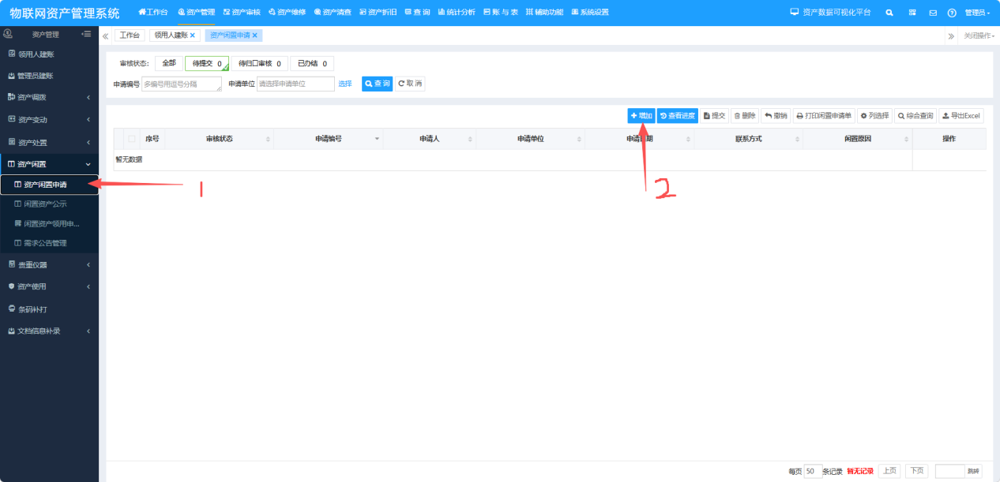 物联网资产管理系统 工作台 资产管理 资产审核 资产维修 资产清查 资产折旧 查 询 统计分析 账 与 表 辅助功能 系统设置 资产数据可视化平台 管理员
资产管理 工作台 领用人建账 资产闲置申请 关闭操作
领用人建账
管理员建账
资产调拨
资产变动
资产处置
资产闲置
资产闲置申请
闲置资产公示
闲置资产领用申...
需求公告管理
贵重仪器
资产使用
条码补打
文档信息补录
审核状态: 全部 待提交 0 待归口审核 0 已办结 0
申请编号 多编号用逗号分隔 申请单位 请选择申请单位 选择 查 询 取 消
增加 查看进度 提交 删除 撤销 打印闲置申请单 列选择 综合查询 导出Excel
序号 审核状态 申请编号 申请人 申请单位 申请日期 联系方式 闲置原因 操作
暂无数据
1
2
每页 50 条记录 暂无记录 上页 下页 跳转